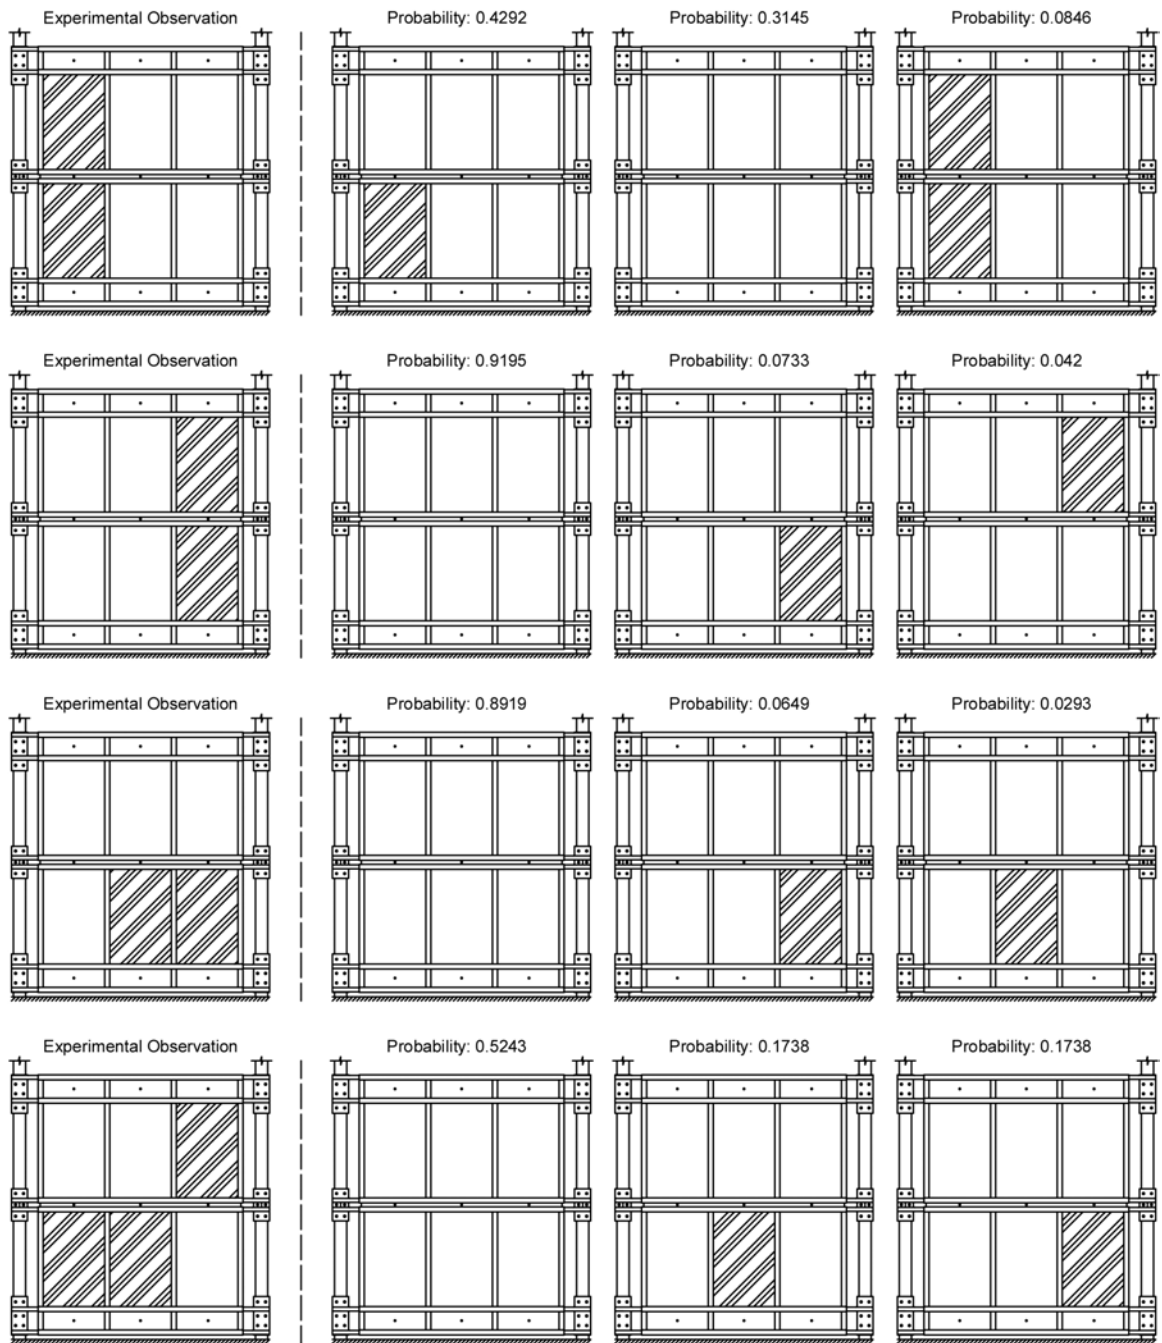 Experimental Observation
Probability: 0.4292
Probability: 0.3145
Probability: 0.0846
Experimental Observation
Probability: 0.9195
Probability: 0.0733
Probability: 0.042
Experimental Observation
Probability: 0.8919
Probability: 0.0649
Probability: 0.0293
Experimental Observation
Probability: 0.5243
Probability: 0.1738
Probability: 0.1738